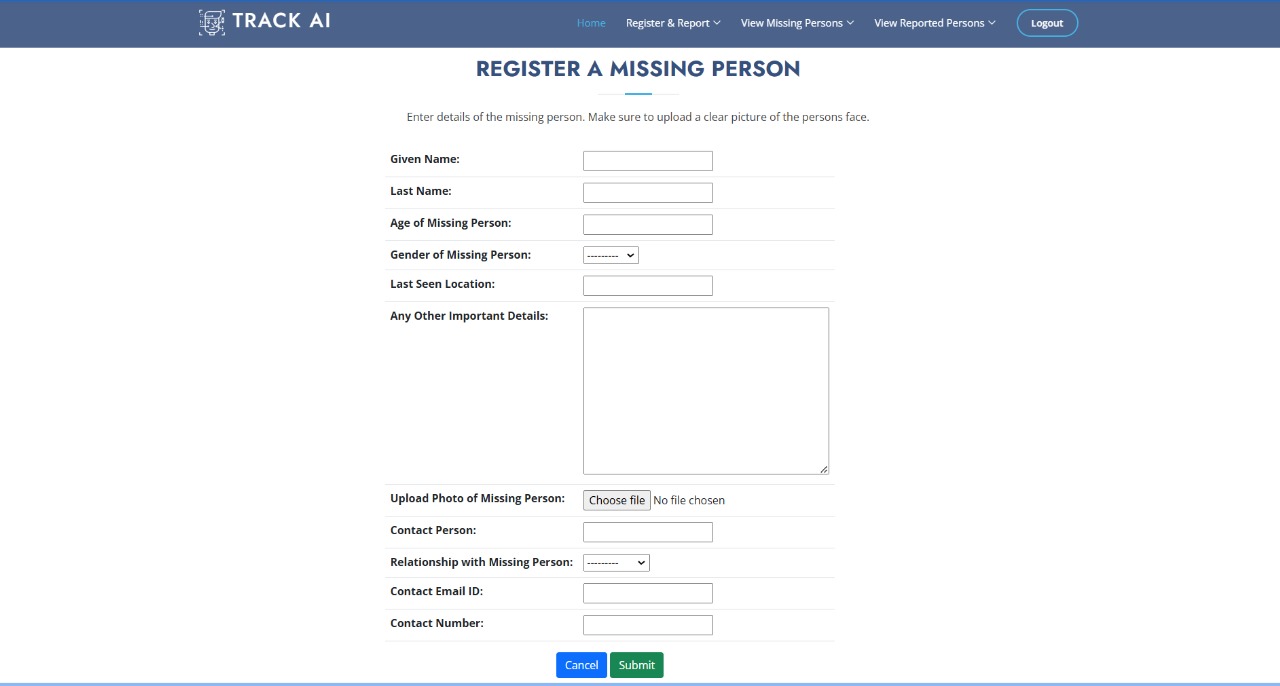 TRACK AI
Home Register & Report View Missing Persons View Reported Persons Logout
REGISTER A MISSING PERSON
Enter details of the missing person. Make sure to upload a clear picture of the persons face.
Given Name:
Last Name:
Age of Missing Person:
Gender of Missing Person: ---------
Last Seen Location:
Any Other Important Details:
Upload Photo of Missing Person: Choose file No file chosen
Contact Person:
Relationship with Missing Person: ---------
Contact Email ID:
Contact Number:
Cancel Submit